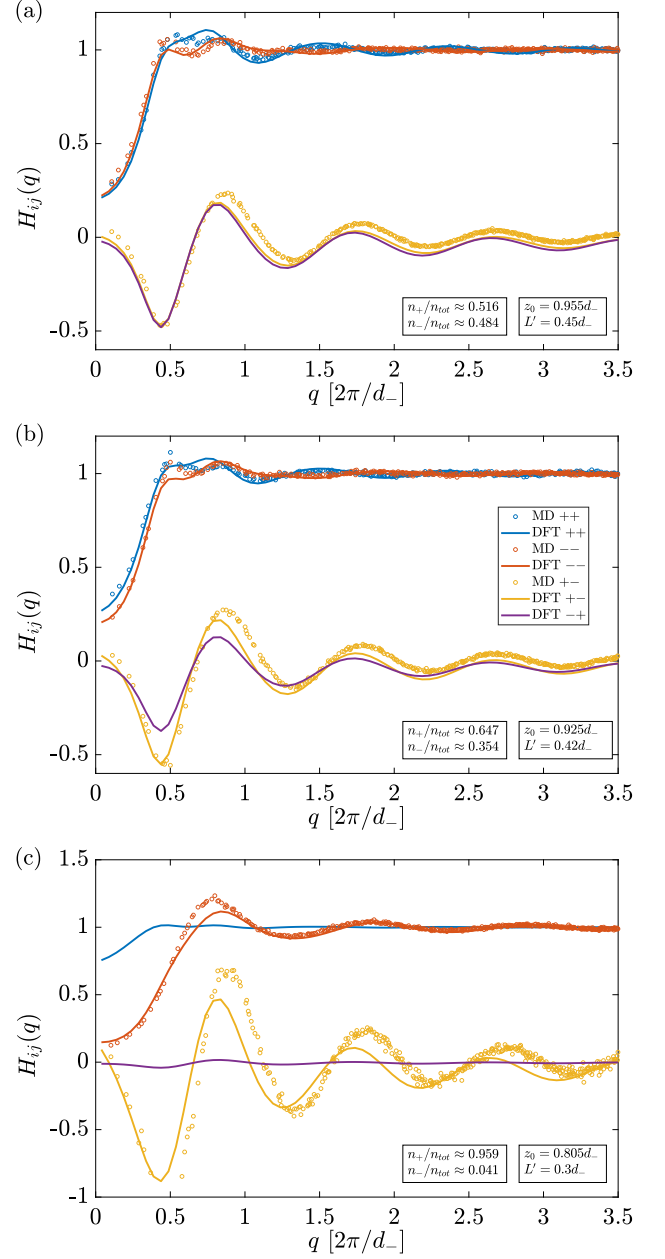 (a)
1
0.5
0
-0.5
H_{ij}(q)
n_+/n_{tot} ≈ 0.516
n_-/n_{tot} ≈ 0.484
z_0 = 0.955d_-
L' = 0.45d_-
0 0.5 1 1.5 2 2.5 3 3.5
q [2π/d_-]
(b)
1
0.5
0
-0.5
H_{ij}(q)
MD ++
DFT ++
MD −−
DFT −−
MD +−
DFT +−
DFT −+
n_+/n_{tot} ≈ 0.647
n_-/n_{tot} ≈ 0.354
z_0 = 0.925d_-
L' = 0.42d_-
0 0.5 1 1.5 2 2.5 3 3.5
q [2π/d_-]
(c)
1.5
1
0.5
0
-0.5
-1
H_{ij}(q)
n_+/n_{tot} ≈ 0.959
n_-/n_{tot} ≈ 0.041
z_0 = 0.805d_-
L' = 0.3d_-
0 0.5 1 1.5 2 2.5 3 3.5
q [2π/d_-]